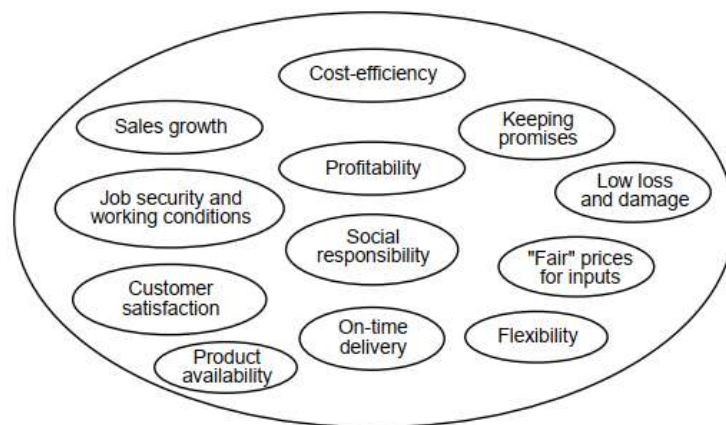 Cost-efficiency
Sales growth
Keeping
promises
Profitability
Low loss
and damage
Job security and
working conditions
Social
responsibility
"Fair" prices
for inputs
Customer
satisfaction
On-time
delivery
Flexibility
Product
availability